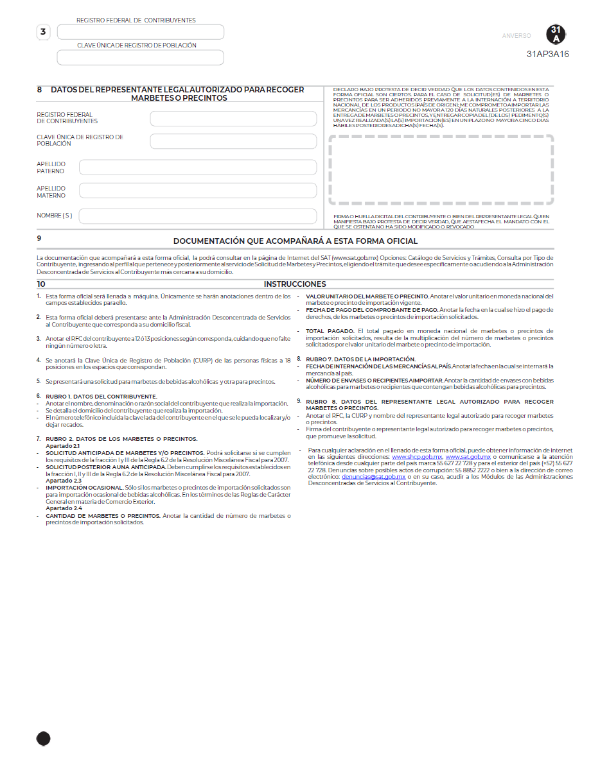 REGISTRO FEDERAL DE CONTRIBUYENTES
3
CLAVE ÚNICA DE REGISTRO DE POBLACIÓN
ANVERSO
31
A
31AP3A16
8 DATOS DEL REPRESENTANTE LEGAL AUTORIZADO PARA RECOGER
MARBETES O PRECINTOS
REGISTRO FEDERAL
DE CONTRIBUYENTES
CLAVE ÚNICA DE REGISTRO DE
POBLACIÓN
APELLIDO
PATERNO
APELLIDO
MATERNO
NOMBRE (S)
DECLARO BAJO PROTESTA DE DECIR VERDAD QUE LOS DATOS CONTENIDOS EN ESTA
FORMA OFICIAL SON CIERTOS. PARA EL CASO DE SOLICITUD(ES) DE MARBETES O
PRECINTOS PARA SER ADHERIDOS PREVIAMENTE A LA INTERNACIÓN A TERRITORIO
NACIONAL DE LOS PRODUCTOS (PAÍS DE ORIGEN), ME COMPROMETO A IMPORTAR LAS
MERCANCÍAS EN UN PERIODO NO MAYOR A 120 DÍAS NATURALES POSTERIORES A LA
ENTREGA DE MARBETES O PRECINTOS, Y ENTREGAR COPIA DEL (DE LOS) PEDIMENTO(S)
UNA VEZ REALIZADA(S) LA(S) IMPORTACION(ES) EN UN PLAZO NO MAYOR A CINCO DÍAS
HÁBILES POSTERIORES A DICHA(S) FECHA(S).
FIRMA O HUELLA DIGITAL DEL CONTRIBUYENTE O BIEN, DEL REPRESENTANTE LEGAL QUIEN
MANIFIESTA BAJO PROTESTA DE DECIR VERDAD, QUE A ESTA FECHA EL MANDATO CON EL
QUE SE OSTENTA NO HA SIDO MODIFICADO O REVOCADO
9 DOCUMENTACIÓN QUE ACOMPAÑARÁ A ESTA FORMA OFICIAL
La documentación que acompañará a esta forma oficial, la podrá consultar en la página de Internet del SAT (www.sat.gob.mx) Opciones: Catálogo de Servicios y Trámites, Consulta por Tipo de
Contribuyente, ingresando al perfil al que pertenece y posteriormente al servicio de Solicitud de Marbetes y Precintos, eligiendo el trámite que desee específicamente o acudiendo a la Administración
Desconcentrada de Servicios al Contribuyente más cercana a su domicilio.
10 INSTRUCCIONES
1. Esta forma oficial será llenada a máquina. Únicamente se harán anotaciones dentro de los
campos establecidos para ello.
2. Esta forma oficial deberá presentarse ante la Administración Desconcentrada de Servicios
al Contribuyente que corresponda a su domicilio fiscal.
3. Anotar el RFC del contribuyente a 12 ó 13 posiciones según corresponda, cuidando que no falte
ningún número o letra.
4. Se anotará la Clave Única de Registro de Población (CURP) de las personas físicas a 18
posiciones en los espacios que correspondan.
5. Se presentará una solicitud para marbetes de bebidas alcohólicas y otra para precintos.
6. RUBRO 1. DATOS DEL CONTRIBUYENTE.
- Anotar el nombre, denominación o razón social del contribuyente que realiza la importación.
- Se detalla el domicilio del contribuyente que realiza la importación.
- El número telefónico incluida la clave lada del contribuyente en el que se le pueda localizar y/o
dejar recados.
7. RUBRO 2. DATOS DE LOS MARBETES O PRECINTOS.
Apartado 2.1
- SOLICITUD ANTICIPADA DE MARBETES Y/O PRECINTOS. Podrá solicitarse si se cumplen
los requisitos de la fracción I y III de la Regla 6.2 de la Resolución Miscelánea Fiscal para 2007.
- SOLICITUD POSTERIOR A UNA ANTICIPADA. Deben cumplirse los requisitos establecidos en
la fracción I, II y III de la Regla 6.2 de la Resolución Miscelánea Fiscal para 2007.
Apartado 2.3
- IMPORTACIÓN OCASIONAL. Sólo si los marbetes o precintos de importación solicitados son
para importación ocasional de bebidas alcohólicas. En los términos de las Reglas de Carácter
General en materia de Comercio Exterior.
Apartado 2.4
- CANTIDAD DE MARBETES O PRECINTOS. Anotar la cantidad de número de marbetes o
precintos de importación solicitados.
- VALOR UNITARIO DEL MARBETE O PRECINTO. Anotar el valor unitario en moneda nacional del
marbete o precinto de importación vigente.
- FECHA DE PAGO DEL COMPROBANTE DE PAGO. Anotar la fecha en la cual se hizo el pago de
derechos, de los marbetes o precintos de importación solicitados.
- TOTAL PAGADO. El total pagado en moneda nacional de marbetes o precintos de
importación solicitados, resulta de la multiplicación del número de marbetes o precintos
solicitados por el valor unitario del marbete o precinto de importación.
8. RUBRO 7. DATOS DE LA IMPORTACIÓN.
- FECHA DE INTERNACIÓN DE LAS MERCANCÍAS AL PAÍS. Anotar la fecha en la cual se internará la
mercancía al país.
- NÚMERO DE ENVASES O RECIPIENTES A IMPORTAR. Anotar la cantidad de envases con bebidas
alcohólicas para marbetes o recipientes que contengan bebidas alcohólicas para precintos.
9. RUBRO 8. DATOS DEL REPRESENTANTE LEGAL AUTORIZADO PARA RECOGER
MARBETES O PRECINTOS.
- Anotar el RFC, la CURP y nombre del representante legal autorizado para recoger marbetes
o precintos.
- Firma del contribuyente o representante legal autorizado para recoger marbetes o precintos,
que promueve la solicitud.
- Para cualquier aclaración en el llenado de esta forma oficial, puede obtener información de Internet
en las siguientes direcciones: www.shcp.gob.mx, www.sat.gob.mx o comunicarse a la atención
telefónica desde cualquier parte del país marca 55 627 22 728 y para el exterior del país (+52) 55 627
22 728. Denuncias sobre posibles actos de corrupción: 55 8852 2222 o bien a la dirección de correo
electrónico: denuncias@sat.gob.mx o en su caso, acudir a los Módulos de las Administraciones
Desconcentradas de Servicios al Contribuyente.